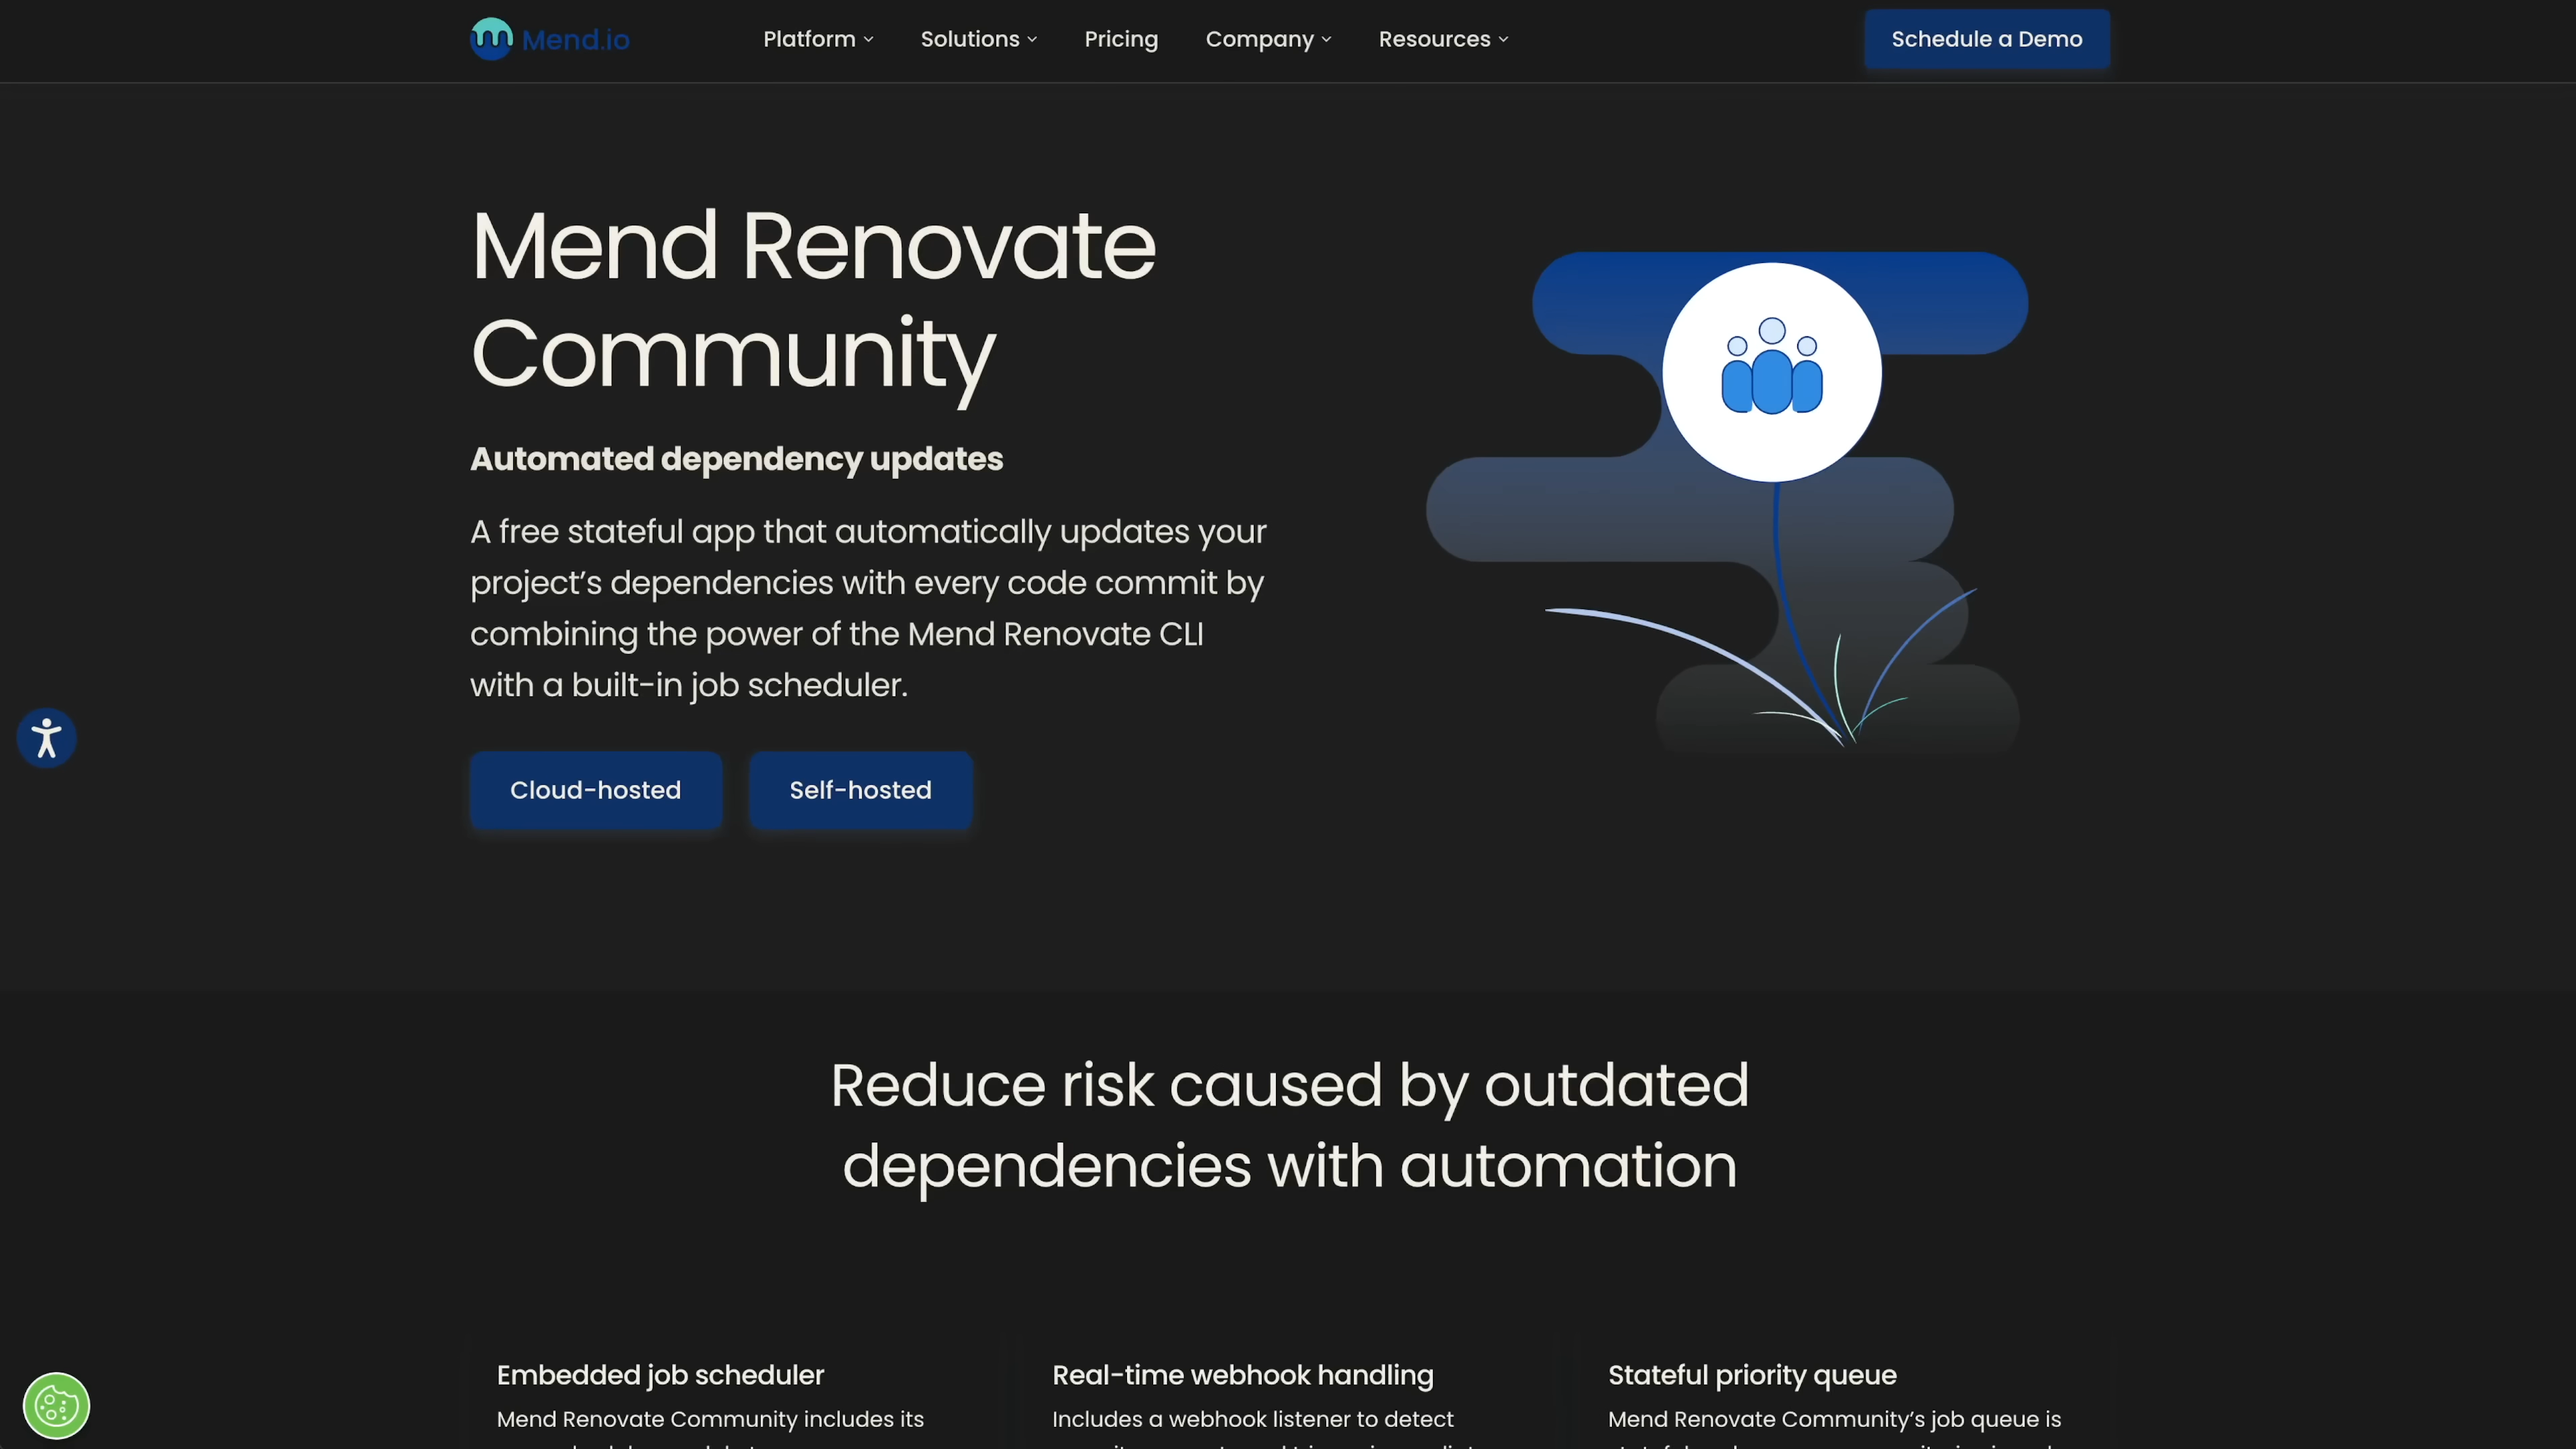 Mend.io
Platform
Solutions
Pricing
Company
Resources
Schedule a Demo
Mend Renovate
Community
Automated dependency updates
A free stateful app that automatically updates your
project’s dependencies with every code commit by
combining the power of the Mend Renovate CLI
with a built-in job scheduler.
Cloud-hosted
Self-hosted
Reduce risk caused by outdated
dependencies with automation
Embedded job scheduler
Mend Renovate Community includes its
Real-time webhook handling
Includes a webhook listener to detect
Stateful priority queue
Mend Renovate Community’s job queue is